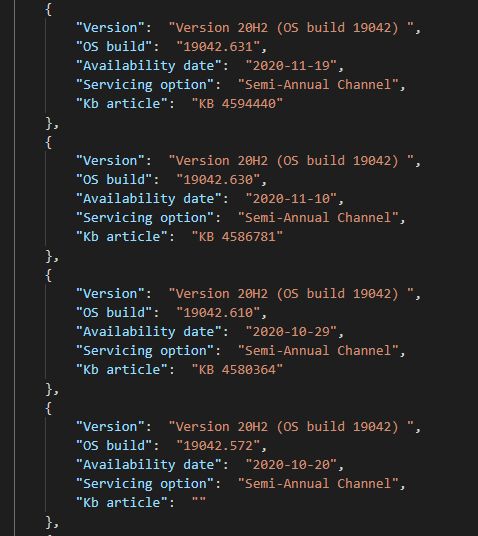 {
"Version":  "Version 20H2 (OS build 19042) ",
"OS build":  "19042.631",
"Availability date":  "2020-11-19",
"Servicing option":  "Semi-Annual Channel",
"Kb article":  "KB 4594440"
},
{
"Version":  "Version 20H2 (OS build 19042) ",
"OS build":  "19042.630",
"Availability date":  "2020-11-10",
"Servicing option":  "Semi-Annual Channel",
"Kb article":  "KB 4586781"
},
{
"Version":  "Version 20H2 (OS build 19042) ",
"OS build":  "19042.610",
"Availability date":  "2020-10-29",
"Servicing option":  "Semi-Annual Channel",
"Kb article":  "KB 4580364"
},
{
"Version":  "Version 20H2 (OS build 19042) ",
"OS build":  "19042.572",
"Availability date":  "2020-10-20",
"Servicing option":  "Semi-Annual Channel",
"Kb article":  ""
},